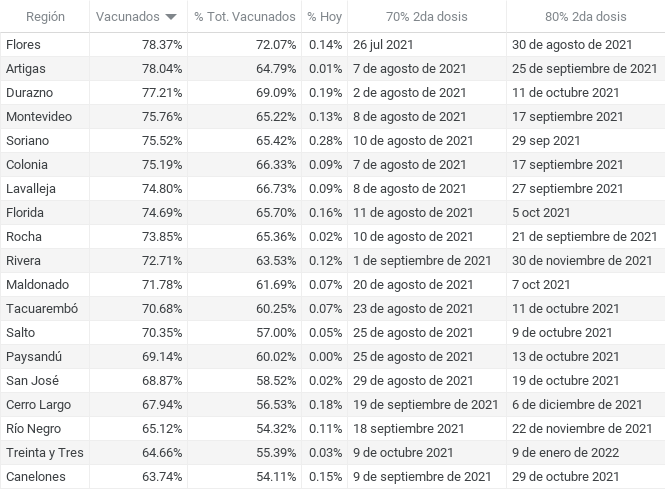 Región Vacunados % Tot. Vacunados % Hoy 70% 2da dosis 80% 2da dosis
Flores 78.37% 72.07% 0.14% 26 jul 2021 30 de agosto de 2021
Artigas 78.04% 64.79% 0.01% 7 de agosto de 2021 25 de septiembre de 2021
Durazno 77.21% 69.09% 0.19% 2 de agosto de 2021 11 de octubre 2021
Montevideo 75.76% 65.22% 0.13% 8 de agosto de 2021 17 septiembre 2021
Soriano 75.52% 65.42% 0.28% 10 de agosto de 2021 29 sep 2021
Colonia 75.19% 66.33% 0.09% 7 de agosto de 2021 17 septiembre 2021
Lavalleja 74.80% 66.73% 0.09% 8 de agosto de 2021 27 septiembre 2021
Florida 74.69% 65.70% 0.16% 11 de agosto de 2021 5 oct 2021
Rocha 73.85% 65.36% 0.02% 10 de agosto de 2021 21 de septiembre de 2021
Rivera 72.71% 63.53% 0.12% 1 de septiembre de 2021 30 de noviembre de 2021
Maldonado 71.78% 61.69% 0.07% 20 de agosto de 2021 7 oct 2021
Tacuarembó 70.68% 60.25% 0.07% 23 de agosto de 2021 11 de octubre 2021
Salto 70.35% 57.00% 0.05% 25 de agosto de 2021 9 de octubre 2021
Paysandú 69.14% 60.02% 0.00% 25 de agosto de 2021 13 de octubre 2021
San José 68.87% 58.52% 0.02% 29 de agosto de 2021 19 de octubre 2021
Cerro Largo 67.94% 56.53% 0.18% 19 de septiembre de 2021 6 de diciembre de 2021
Río Negro 65.12% 54.32% 0.11% 18 septiembre 2021 22 de noviembre de 2021
Treinta y Tres 64.66% 55.39% 0.03% 9 de octubre de 2021 9 de enero de 2022
Canelones 63.74% 54.11% 0.15% 9 de septiembre de 2021 29 de octubre 2021